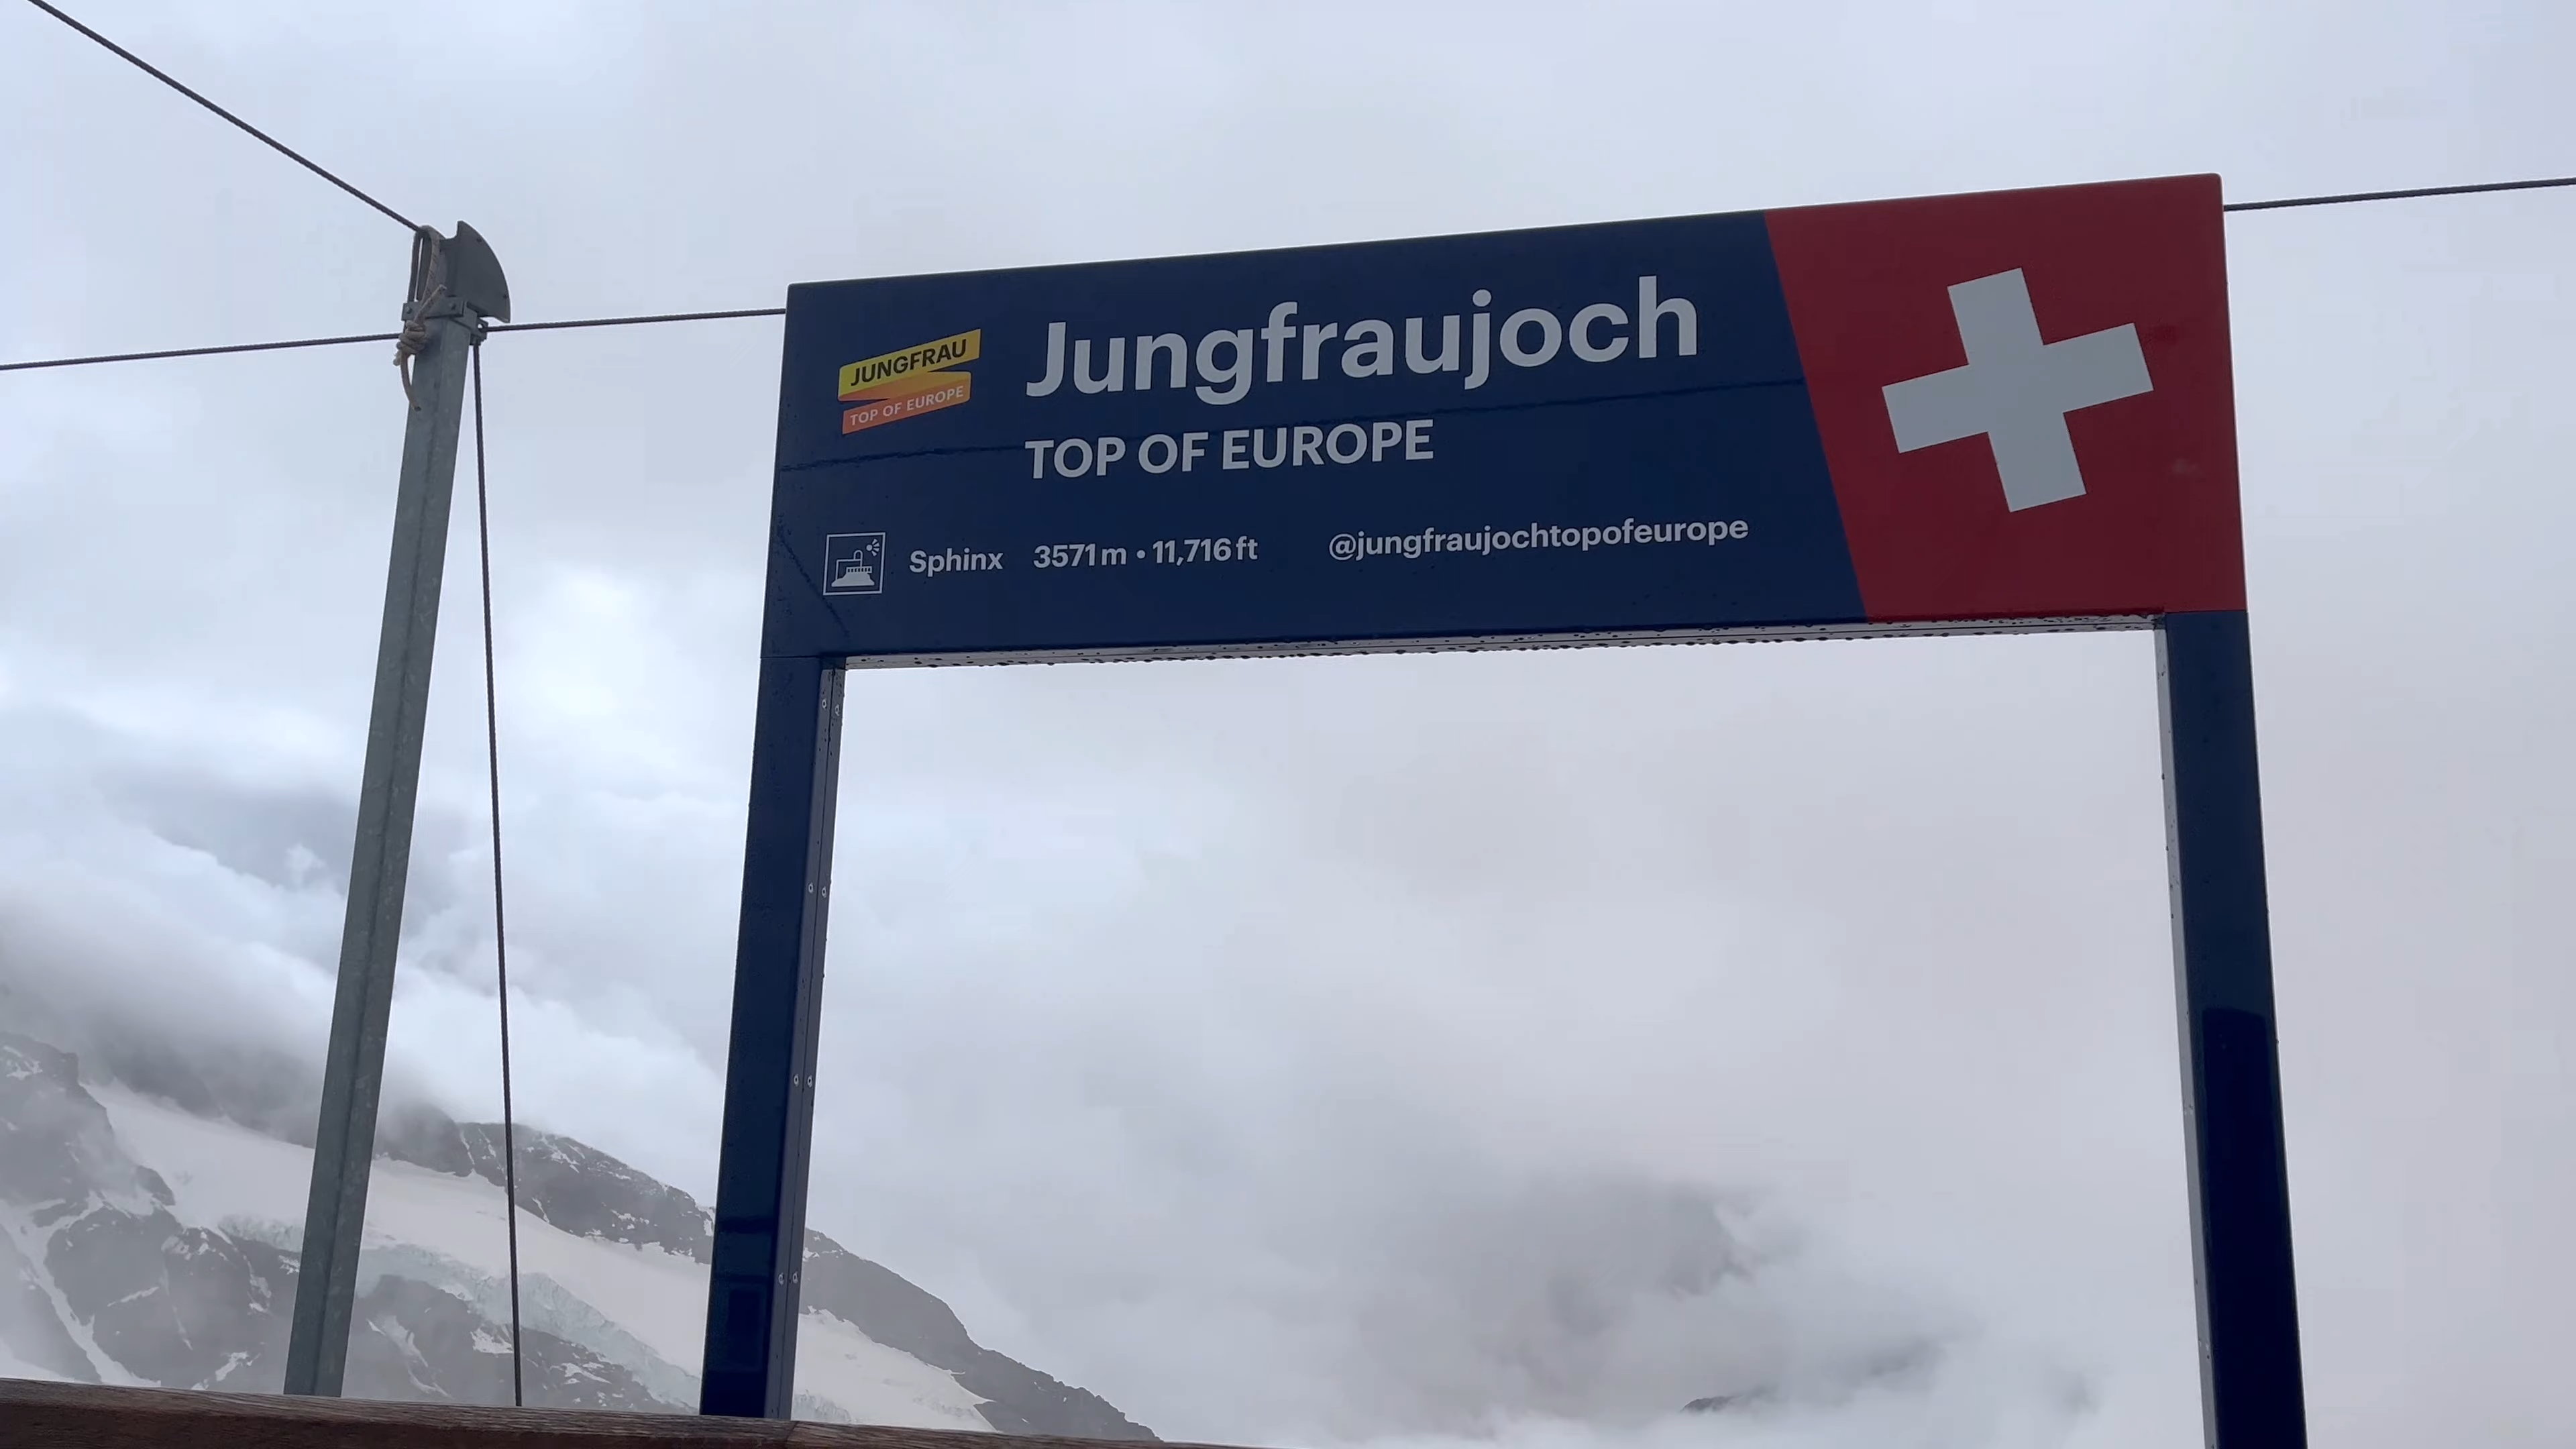 JUNGFRAU
TOP OF EUROPE
Jungfraujoch
TOP OF EUROPE
Sphinx 3571 m • 11,716 ft @jungfraujochtopofeurope